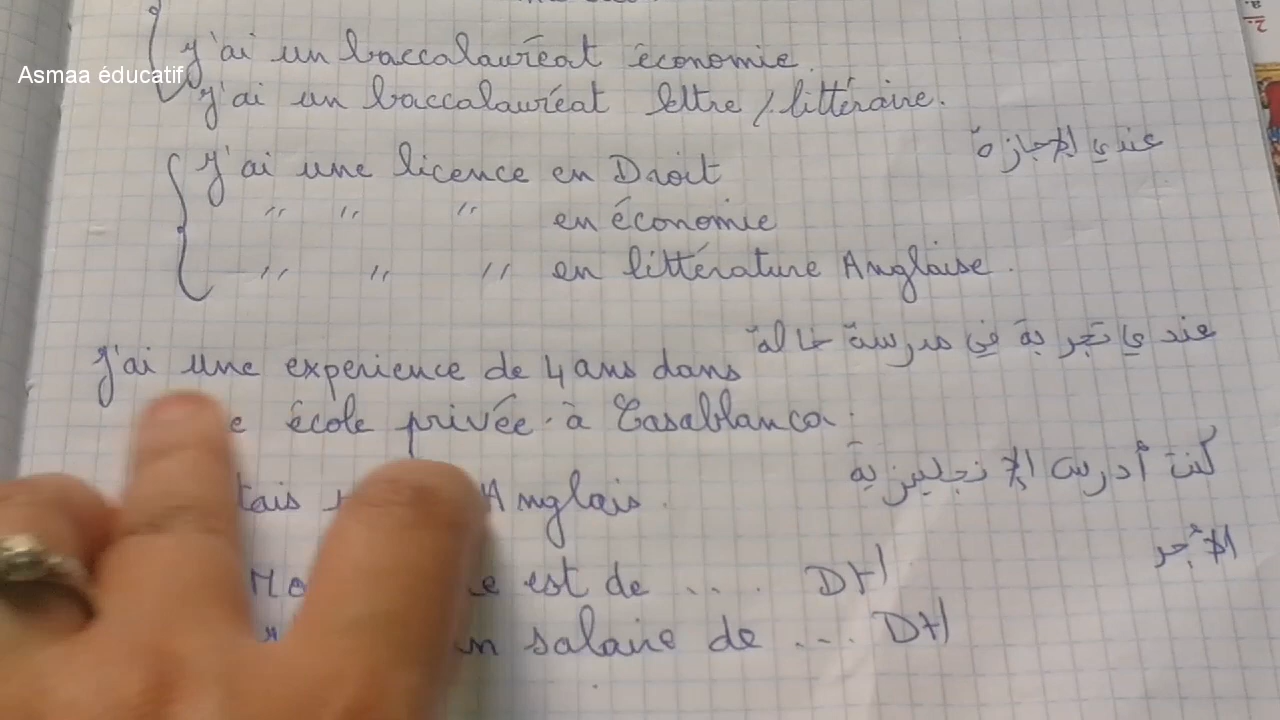 J'ai un baccalauréat économie.
Asmaa éducatif
J'ai un baccalauréat lettre / littéraire.
عندي الإجازة
J'ai une licence en Droit
" " " en économie
" " " en littérature Anglaise.
عندي تجربة في مدرسة خاصة
J'ai une experience de 4 ans dans
école privée à Casablanca.
كنت أدرس الإنجليزية
Anglais.
الأجر
est de ... DH
salaire de ... DH